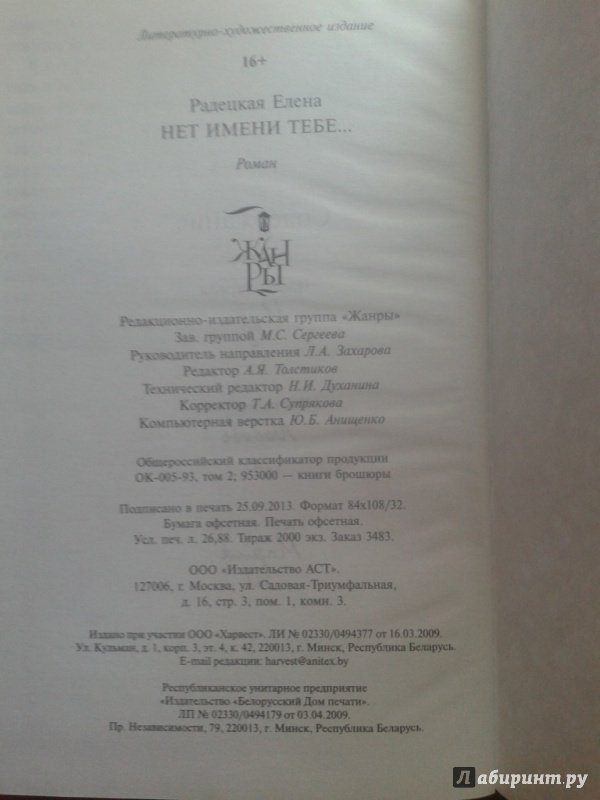 Литературно-художественное издание
16+
Радецкая Елена
НЕТ ИМЕНИ ТЕБЕ...
Роман
ЖАН
РЫ
Редакционно-издательская группа «Жанры»
Зав. группой М.С. Сергеева
Руководитель направления Л.А. Захарова
Редактор А.Я. Толстиков
Технический редактор Н.И. Духанина
Корректор Т.А. Супрякова
Компьютерная верстка Ю.Б. Анищенко
Общероссийский классификатор продукции
ОК-005-93, том 2; 953000 — книги брошюры
Подписано в печать 25.09.2013. Формат 84x108/32.
Бумага офсетная. Печать офсетная.
Усл. печ. л. 26,88. Тираж 2000 экз. Заказ 3483.
ООО «Издательство АСТ».
127006, г. Москва, ул. Садовая-Триумфальная,
д. 16, стр. 3, пом. 1, комн. 3.
Издано при участии ООО «Харвест». ЛИ № 02330/0494377 от 16.03.2009.
Ул. Кульман, д. 1, корп. 3, эт. 4, к. 42, 220013, г. Минск, Республика Беларусь.
E-mail редакции: harvest@anitex.by
Республиканское унитарное предприятие
«Издательство «Белорусский Дом печати».
ЛП № 02330/0494179 от 03.04.2009.
Пр. Независимости, 79, 220013, г. Минск, Республика Беларусь.
Лабиринт.ру